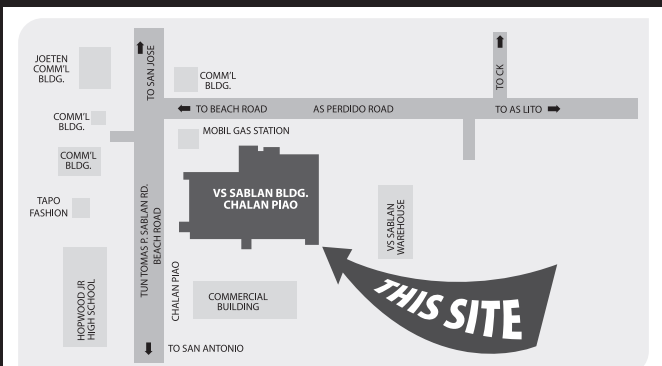 JOETEN
COMM'L
BLDG.
TO SAN JOSE
COMM'L
BLDG.
TO CK
TO BEACH ROAD
AS PERDIDO ROAD
TO AS LITO
COMM'L
BLDG.
MOBIL GAS STATION
COMM'L
BLDG.
VS SABLAN BLDG.
CHALAN PIAO
TAPO
FASHION
TUN TOMAS P. SABLAN RD.
BEACH ROAD
VS SABLAN
WAREHOUSE
HOPWOOD JR
HIGH SCHOOL
CHALAN PIAO
COMMERCIAL
BUILDING
THIS SITE
TO SAN ANTONIO